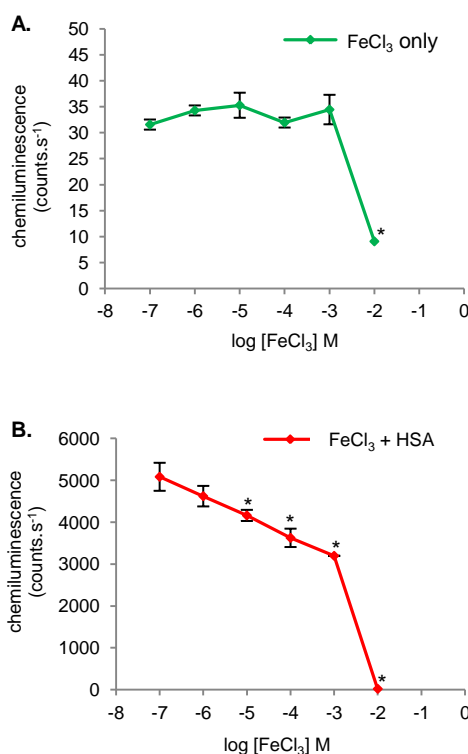 A.
FeCl₃ only
chemiluminescence
(counts.s⁻¹)
50
45
40
35
30
25
20
15
10
5
0
*
-8 -7 -6 -5 -4 -3 -2 -1 0
log [FeCl₃] M
B.
FeCl₃ + HSA
chemiluminescence
(counts.s⁻¹)
6000
5000
4000
3000
2000
1000
0
* * * *
-8 -7 -6 -5 -4 -3 -2 -1 0
log [FeCl₃] M